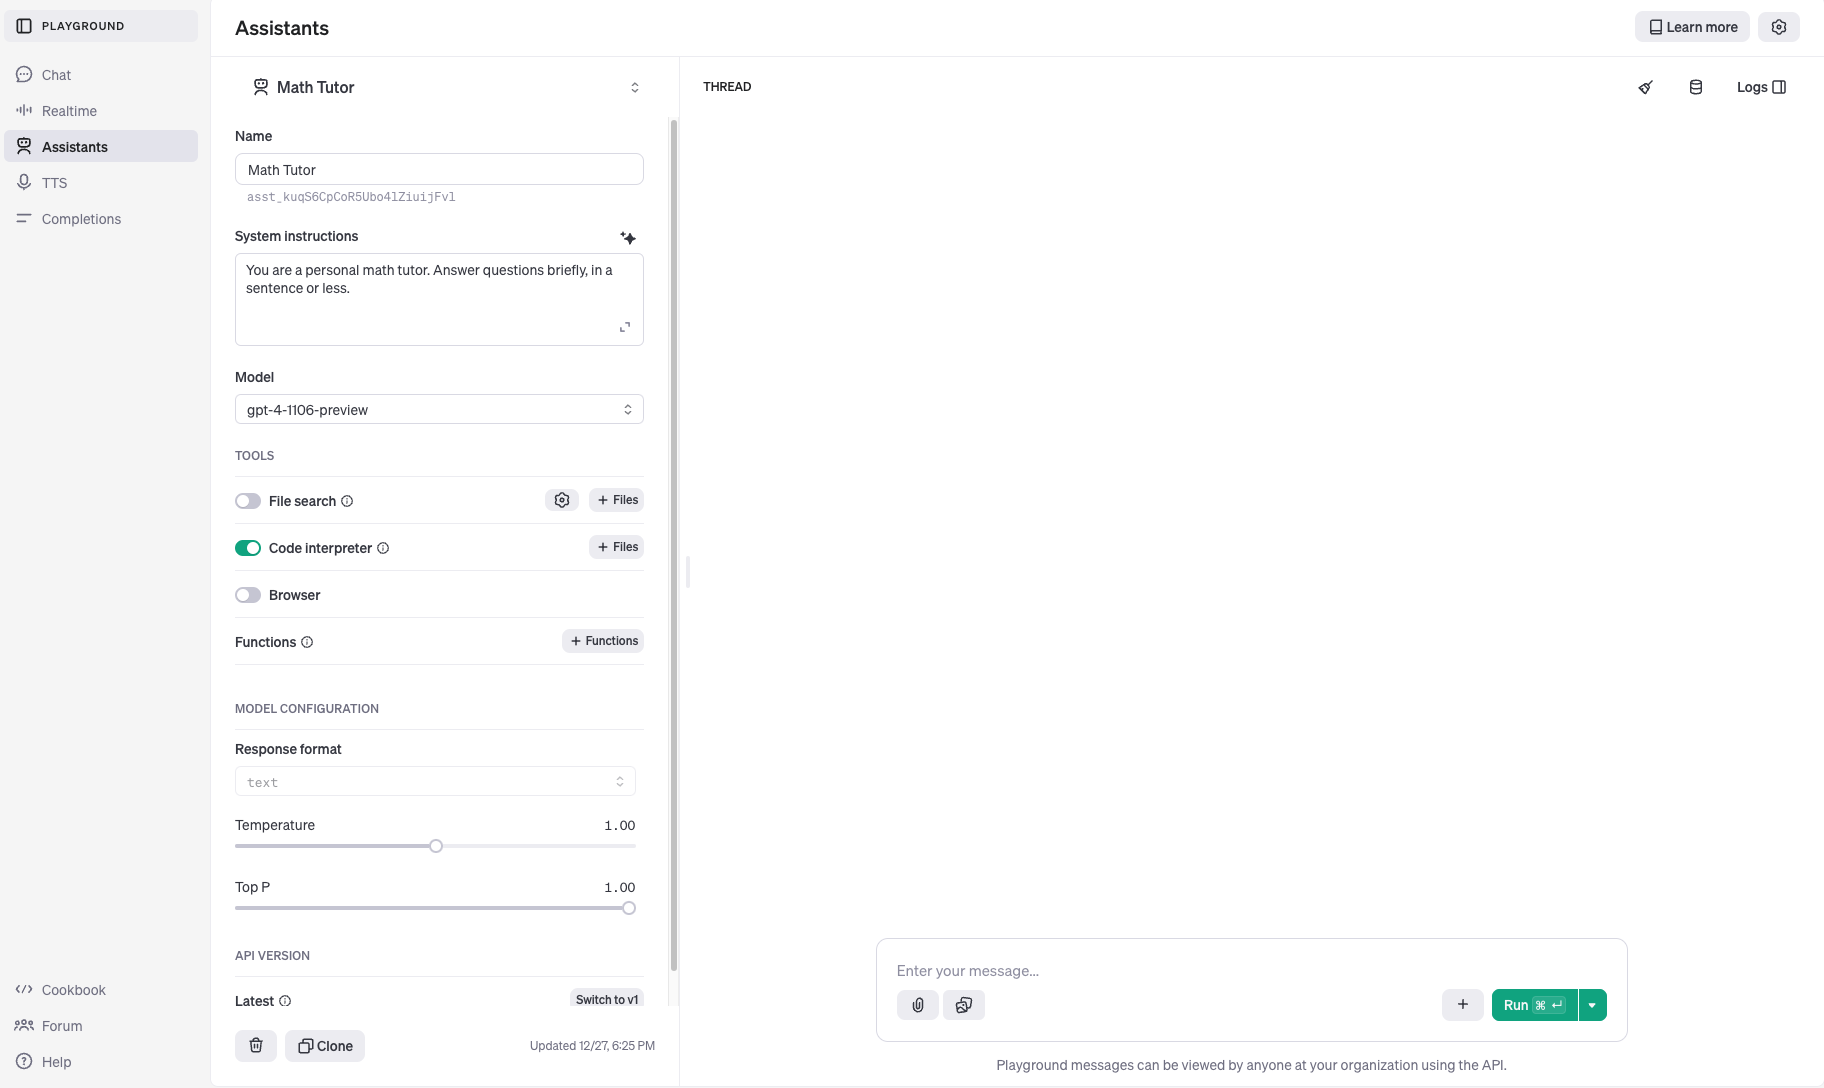 PLAYGROUND
Chat
Realtime
Assistants
TTS
Completions
Cookbook
Forum
Help
Assistants
Learn more
Math Tutor
Name
Math Tutor
asst_kuqS6CpCoR5Ubo4lZiuijFvl
System instructions
You are a personal math tutor. Answer questions briefly, in a
sentence or less.
Model
gpt-4-1106-preview
TOOLS
File search
+ Files
Code interpreter
+ Files
Browser
Functions
+ Functions
MODEL CONFIGURATION
Response format
text
Temperature 1.00
Top P 1.00
API VERSION
Latest
Switch to v1
Clone
Updated 12/27, 6:25 PM
THREAD
Logs
Enter your message...
Run ⌘ ↵
Playground messages can be viewed by anyone at your organization using the API.